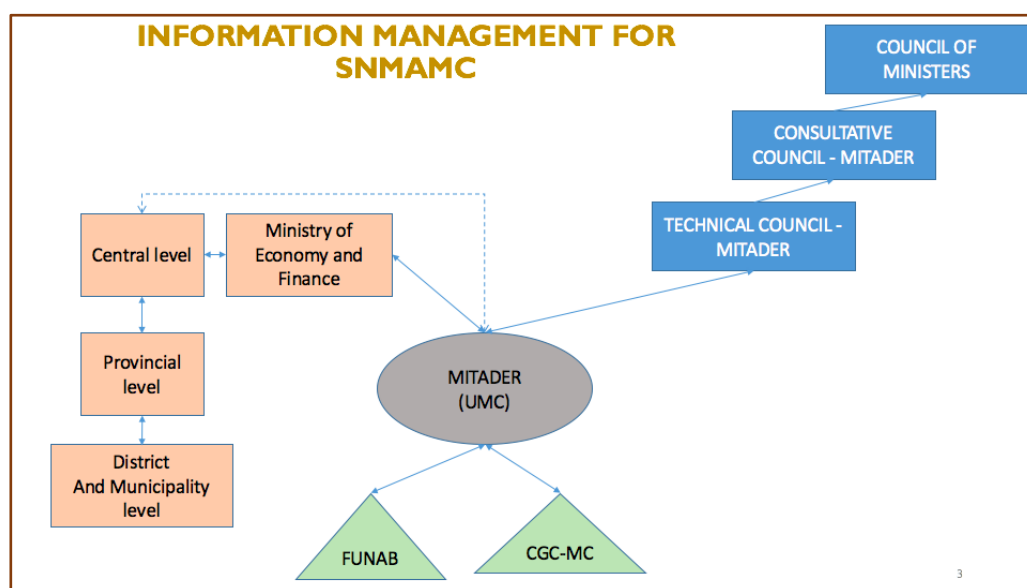 INFORMATION MANAGEMENT FOR
SNMAMC
COUNCIL OF
MINISTERS
CONSULTATIVE
COUNCIL - MITADER
TECHNICAL COUNCIL -
MITADER
Central level
Ministry of
Economy and
Finance
Provincial
level
MITADER
(UMC)
District
And Municipality
level
FUNAB
CGC-MC
3